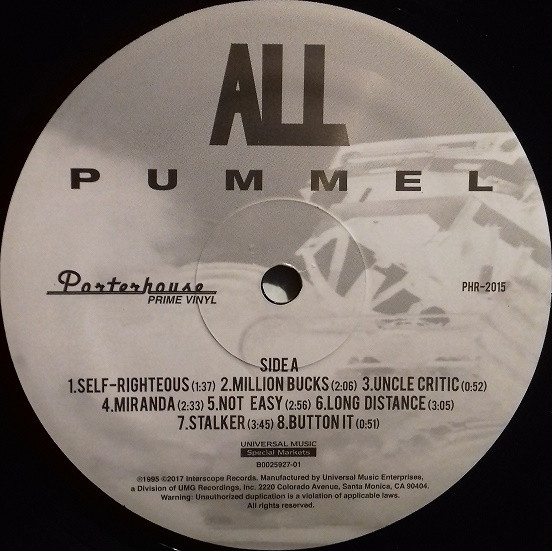 ALL
PUMMEL
Porterhouse
PRIME VINYL
PHR-2015
SIDE A
1.SELF-RIGHTEOUS (1:37) 2.MILLION BUCKS (2:06) 3.UNCLE CRITIC (0:52)
4.MIRANDA (2:33) 5.NOT EASY (2:56) 6.LONG DISTANCE (3:05)
7.STALKER (3:45) 8.BUTTON IT (0:51)
UNIVERSAL MUSIC
Special Markets
B0025927-01
℗1995 ©2017 Interscope Records. Manufactured by Universal Music Enterprises,
a Division of UMG Recordings, Inc. 2220 Colorado Avenue, Santa Monica, CA 90404.
Warning: Unauthorized duplication is a violation of applicable laws.
All rights reserved.